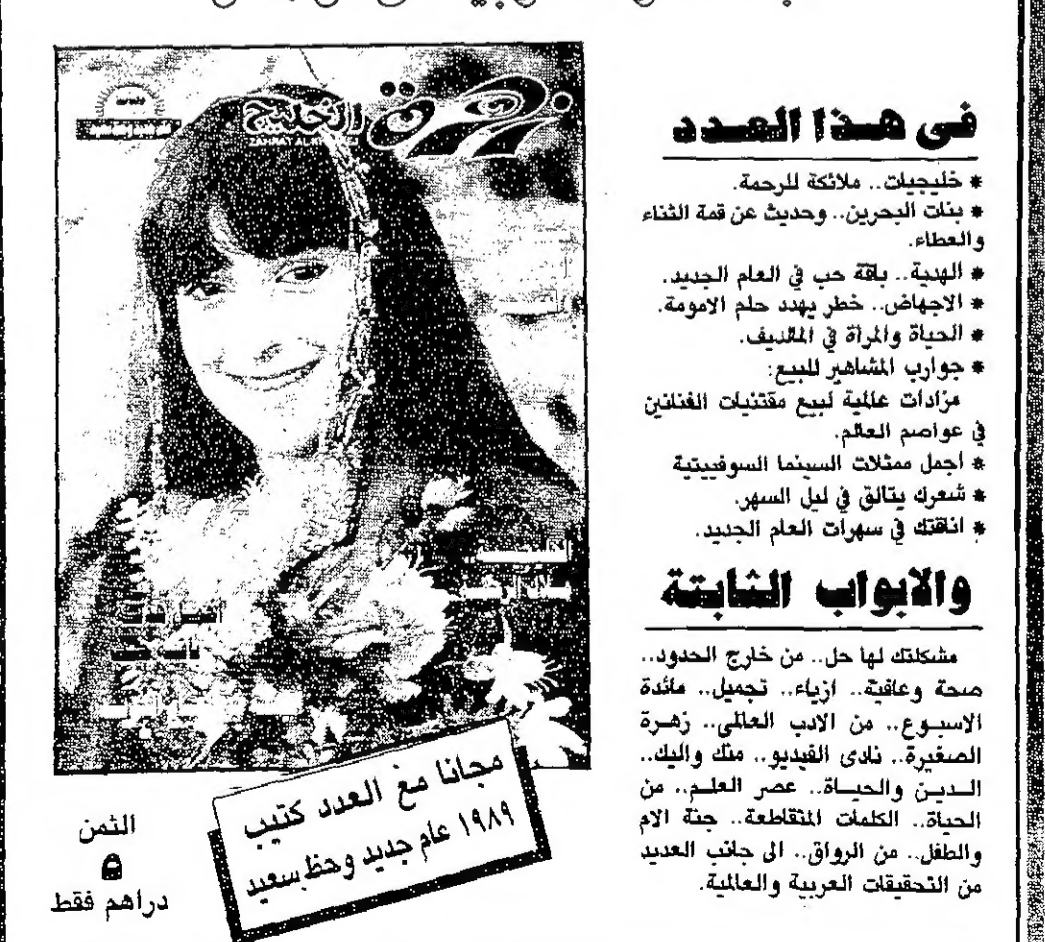 زهرة الخليج
ZAHRAT AL
في هذا العدد
* خليجيات.. ملائكة للرحمة.
* بنات البحرين.. وحديث عن قمة الثناء
والعطاء.
* الهدية.. باقة حب في العام الجديد.
* الاجهاض.. خطر يهدد حلم الامومة.
* الحياة والمرأة في المالديف.
* جوارب المشاهير للبيع:
مزادات عالمية لبيع مقتنيات الفنانين
في عواصم العالم.
* اجمل ممثلات السينما السوفييتية
* شعرك يتالق في ليل السهر.
* اناقتك في سهرات العام الجديد.
والابواب الثابتة
مشكلتك لها حل.. من خارج الحدود..
صحة وعافية.. ازياء.. تجميل.. مائدة
الاسبوع.. من الادب العالمي.. زهرة
الصغيرة.. نادى الفيديو.. منك واليك..
الدين والحياة.. عصر العلم.. من
الحياة.. الكلمات المتقاطعة.. جنة الام
والطفل.. من الرواق.. الى جانب العديد
من التحقيقات العربية والعالمية.
مجانا مع العدد كتيب
١٩٨٩ عام جديد وحظ سعيد
الثمن
٥
دراهم فقط